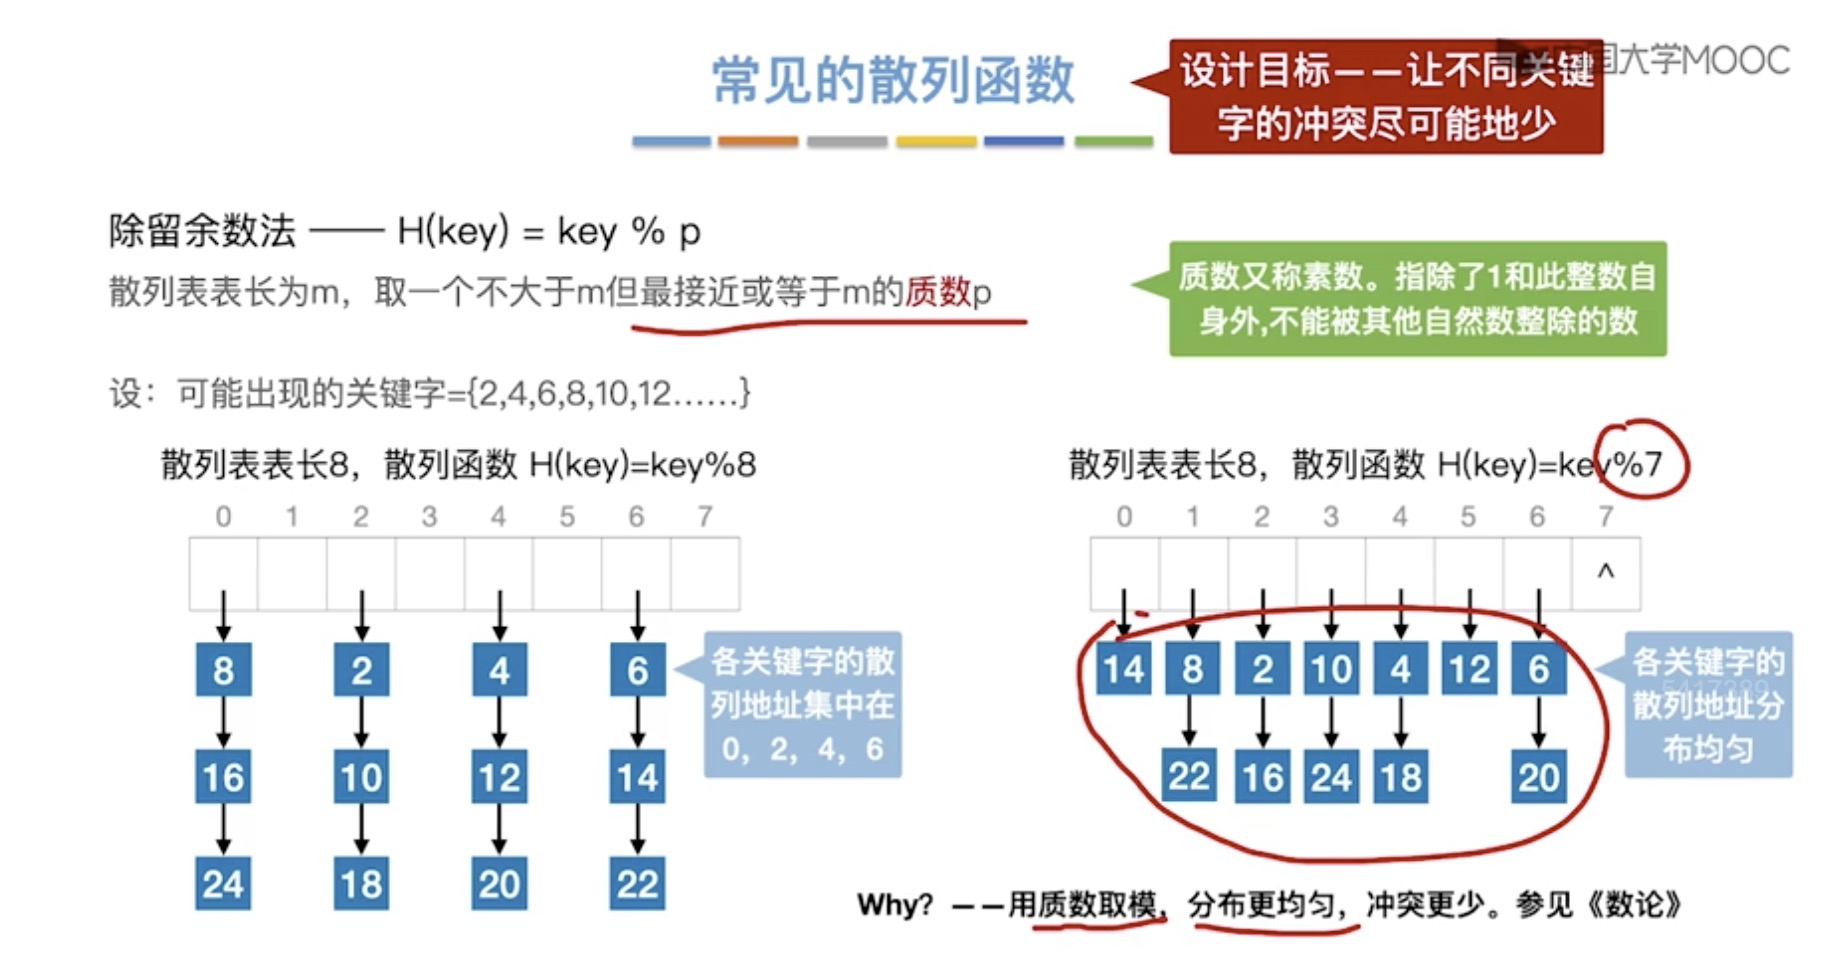 常见的散列函数
设计目标——让不同关键
字的冲突尽可能地少
中国大学MOOC
除留余数法 —— H(key) = key % p
散列表表长为m，取一个不大于m但最接近或等于m的质数p
质数又称素数。指除了1和此整数自
身外,不能被其他自然数整除的数
设：可能出现的关键字={2,4,6,8,10,12……}
散列表表长8，散列函数 H(key)=key%8
0 1 2 3 4 5 6 7
8 2 4 6
16 10 12 14
24 18 20 22
各关键字的散
列地址集中在
0，2，4，6
散列表表长8，散列函数 H(key)=key%7
0 1 2 3 4 5 6 7
^
14 8 2 10 4 12 6
22 16 24 18 20
各关键字的
散列地址分
布均匀
Why？——用质数取模，分布更均匀，冲突更少。参见《数论》